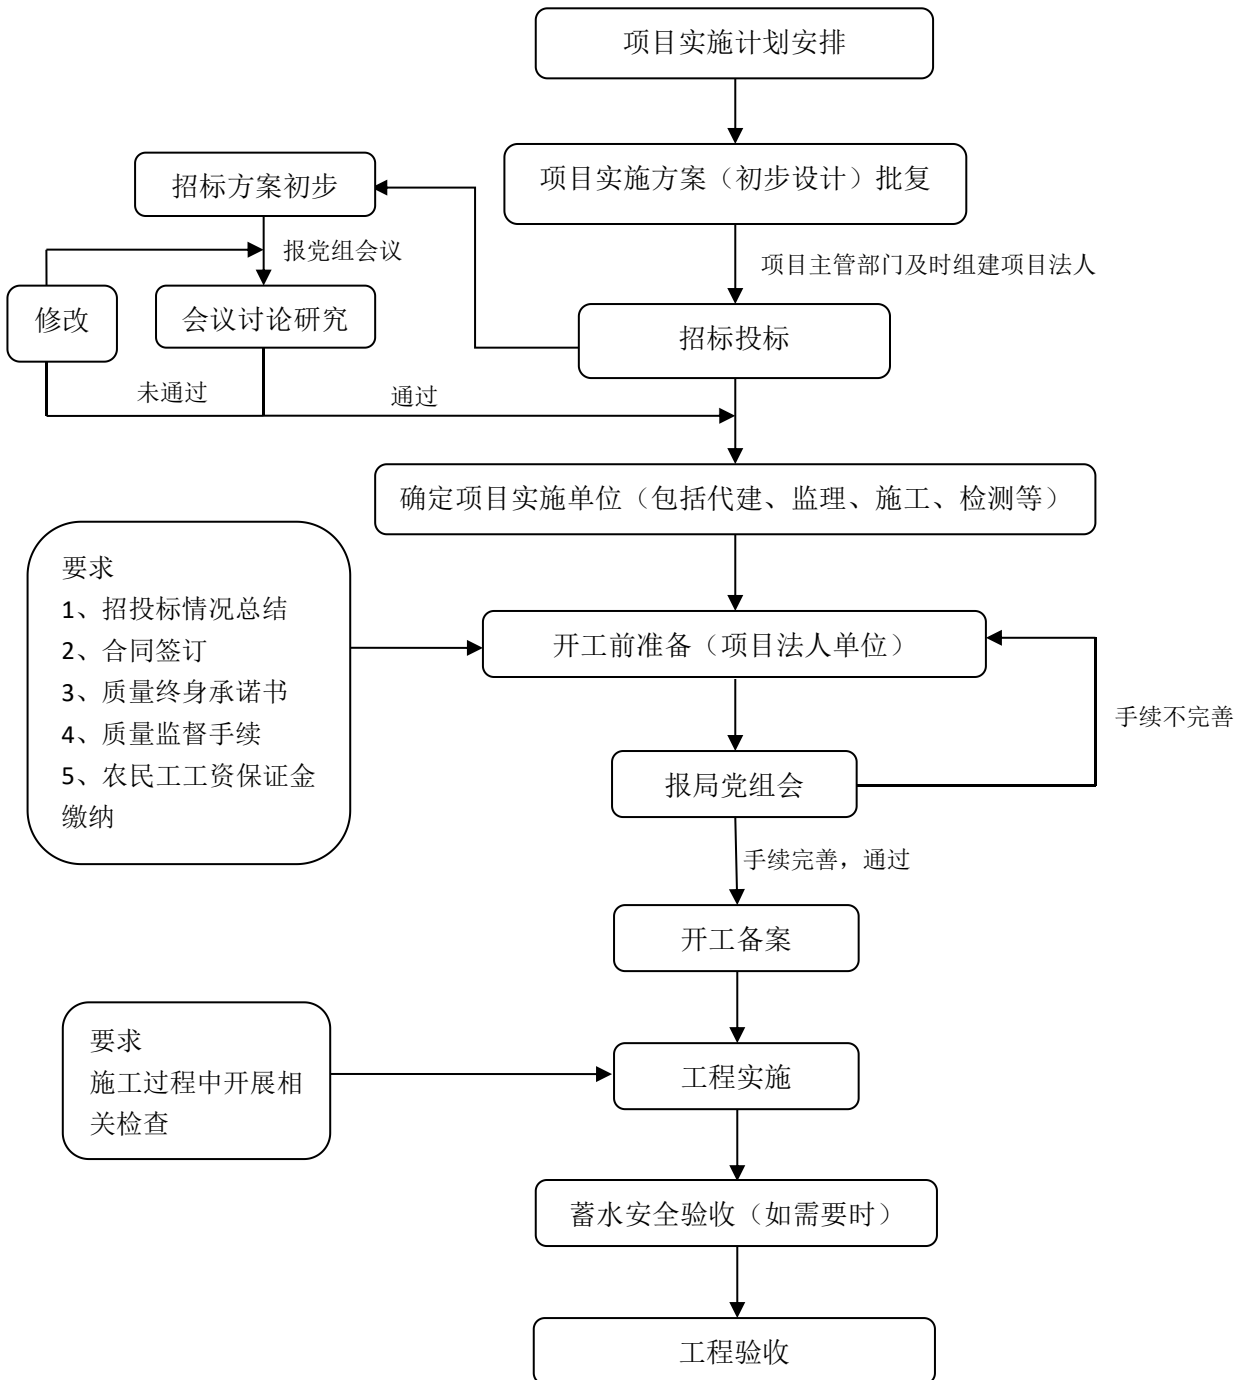 项目实施计划安排
项目实施方案（初步设计）批复
招标方案初步
报党组会议
项目主管部门及时组建项目法人
修改
会议讨论研究
招标投标
未通过
通过
确定项目实施单位（包括代建、监理、施工、检测等）
要求
1、招投标情况总结
2、合同签订
3、质量终身承诺书
4、质量监督手续
5、农民工工资保证金
缴纳
开工前准备（项目法人单位）
手续不完善
报局党组会
手续完善，通过
开工备案
要求
施工过程中开展相
关检查
工程实施
蓄水安全验收（如需要时）
工程验收